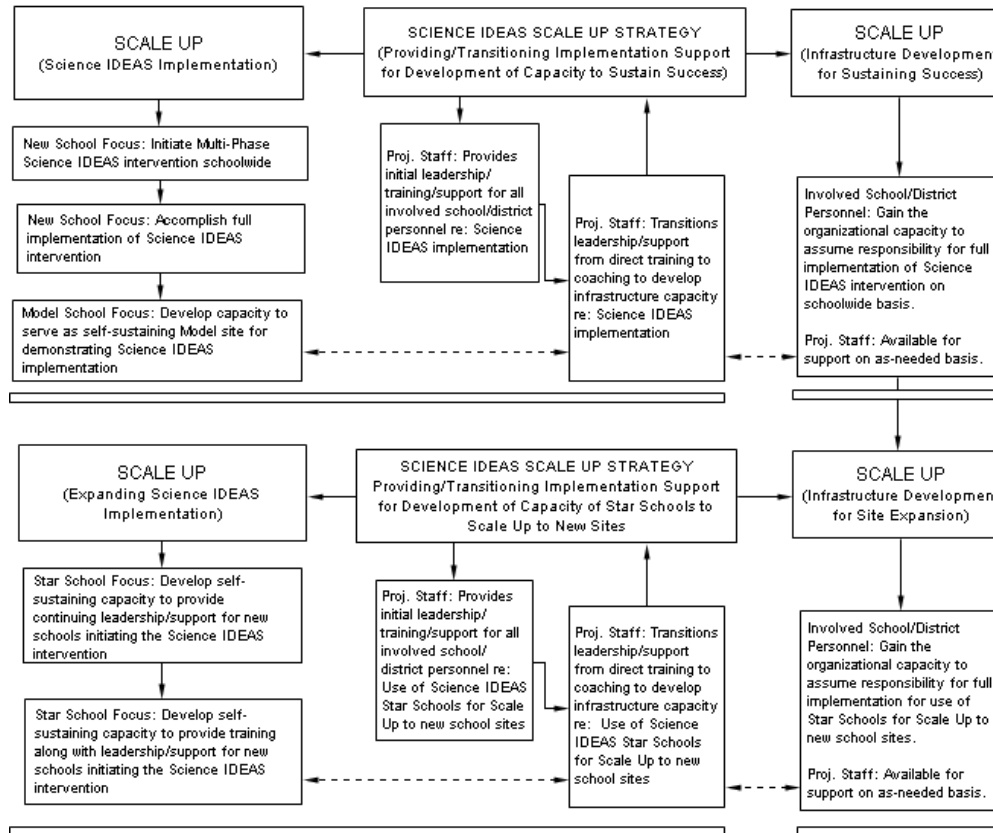 SCALE UP
(Science IDEAS Implementation)
SCIENCE IDEAS SCALE UP STRATEGY
(Providing/Transitioning Implementation Support
for Development of Capacity to Sustain Success)
SCALE UP
(Infrastructure Development
for Sustaining Success)
New School Focus: Initiate Multi-Phase
Science IDEAS intervention schoolwide
New School Focus: Accomplish full
implementation of Science IDEAS
intervention
Model School Focus: Develop capacity to
serve as self-sustaining Model site for
demonstrating Science IDEAS
implementation
Proj. Staff: Provides
initial leadership/
training/support for all
involved school/district
personnel re: Science
IDEAS implementation
Proj. Staff: Transitions
leadership/support
from direct training to
coaching to develop
infrastructure capacity
re: Science IDEAS
implementation
Involved School/District
Personnel: Gain the
organizational capacity to
assume responsibility for full
implementation of Science
IDEAS intervention on
schoolwide basis.
Proj. Staff: Available for
support on as-needed basis.
SCALE UP
(Expanding Science IDEAS
Implementation)
SCIENCE IDEAS SCALE UP STRATEGY
Providing/Transitioning Implementation Support
for Development of Capacity of Star Schools to
Scale Up to New Sites
SCALE UP
(Infrastructure Development
for Site Expansion)
Star School Focus: Develop self-
sustaining capacity to provide
continuing leadership/support for new
schools initiating the Science IDEAS
intervention
Star School Focus: Develop self-
sustaining capacity to provide training
along with leadership/support for new
schools initiating the Science IDEAS
intervention
Proj. Staff: Provides
initial leadership/
training/support for all
involved school/
district personnel re:
Use of Science IDEAS
Star Schools for Scale
Up to new school sites
Proj. Staff: Transitions
leadership/support
from direct training to
coaching to develop
infrastructure capacity
re: Use of Science
IDEAS Star Schools
for Scale Up to new
school sites
Involved School/District
Personnel: Gain the
organizational capacity to
assume responsibility for full
implementation for use of
Star Schools for Scale Up to
new school sites.
Proj. Staff: Available for
support on as-needed basis.